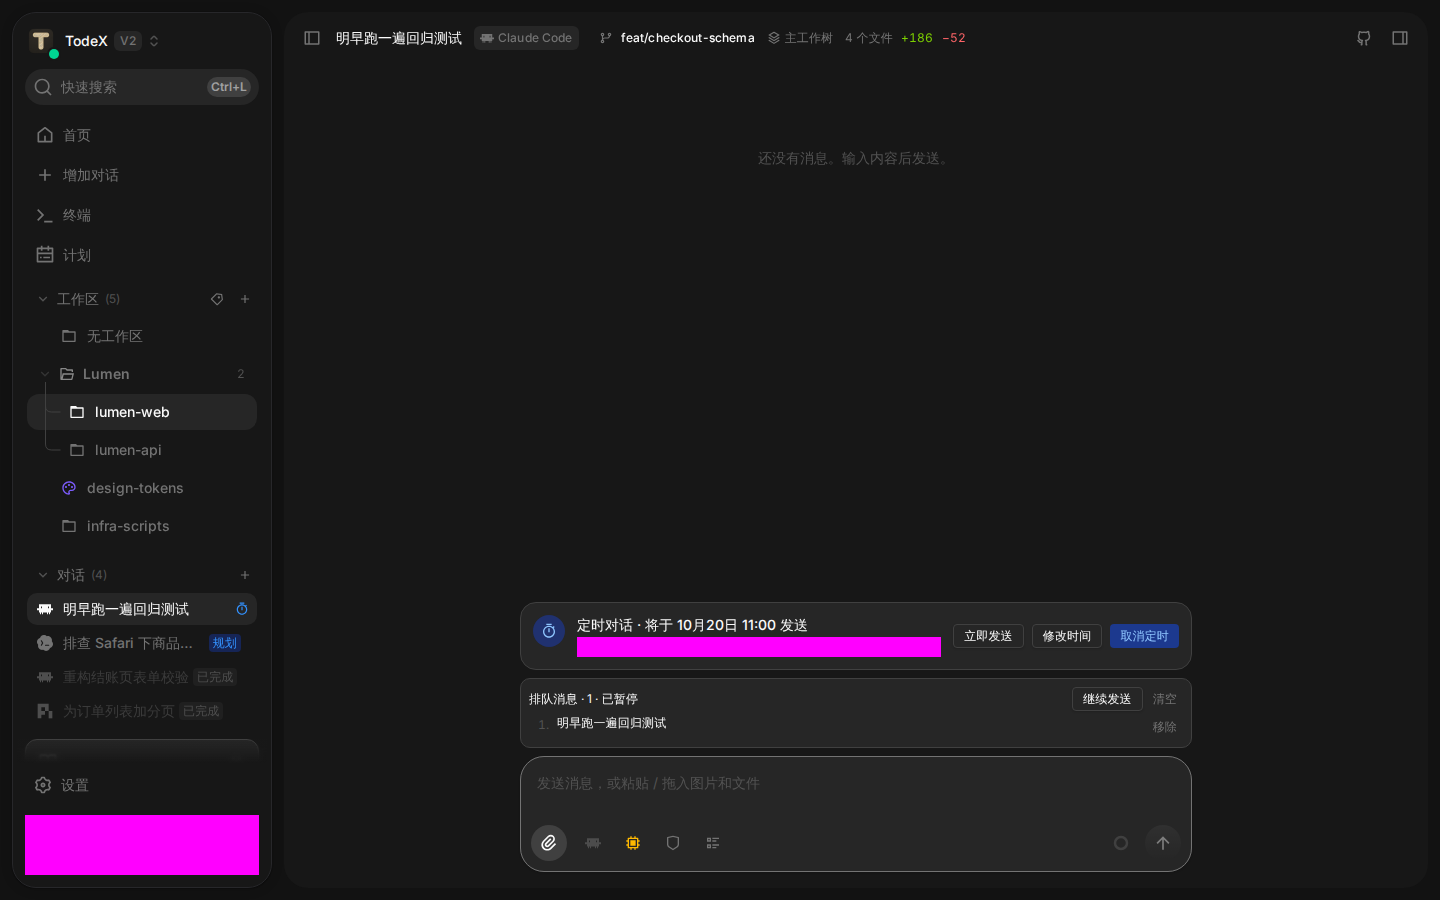 TodeX V2
快速搜索 Ctrl+L
首页
增加对话
终端
计划
工作区 (5)
无工作区
Lumen 2
lumen-web
lumen-api
design-tokens
infra-scripts
对话 (4)
明早跑一遍回归测试
排查 Safari 下商品... 规划
重构结账页表单校验 已完成
为订单列表加分页 已完成
设置
明早跑一遍回归测试 Claude Code feat/checkout-schema 主工作树 4 个文件 +186 −52
还没有消息。输入内容后发送。
定时对话 · 将于 10月20日 11:00 发送
立即发送 修改时间 取消定时
排队消息 · 1 · 已暂停 继续发送 清空
1. 明早跑一遍回归测试 移除
发送消息，或粘贴 / 拖入图片和文件